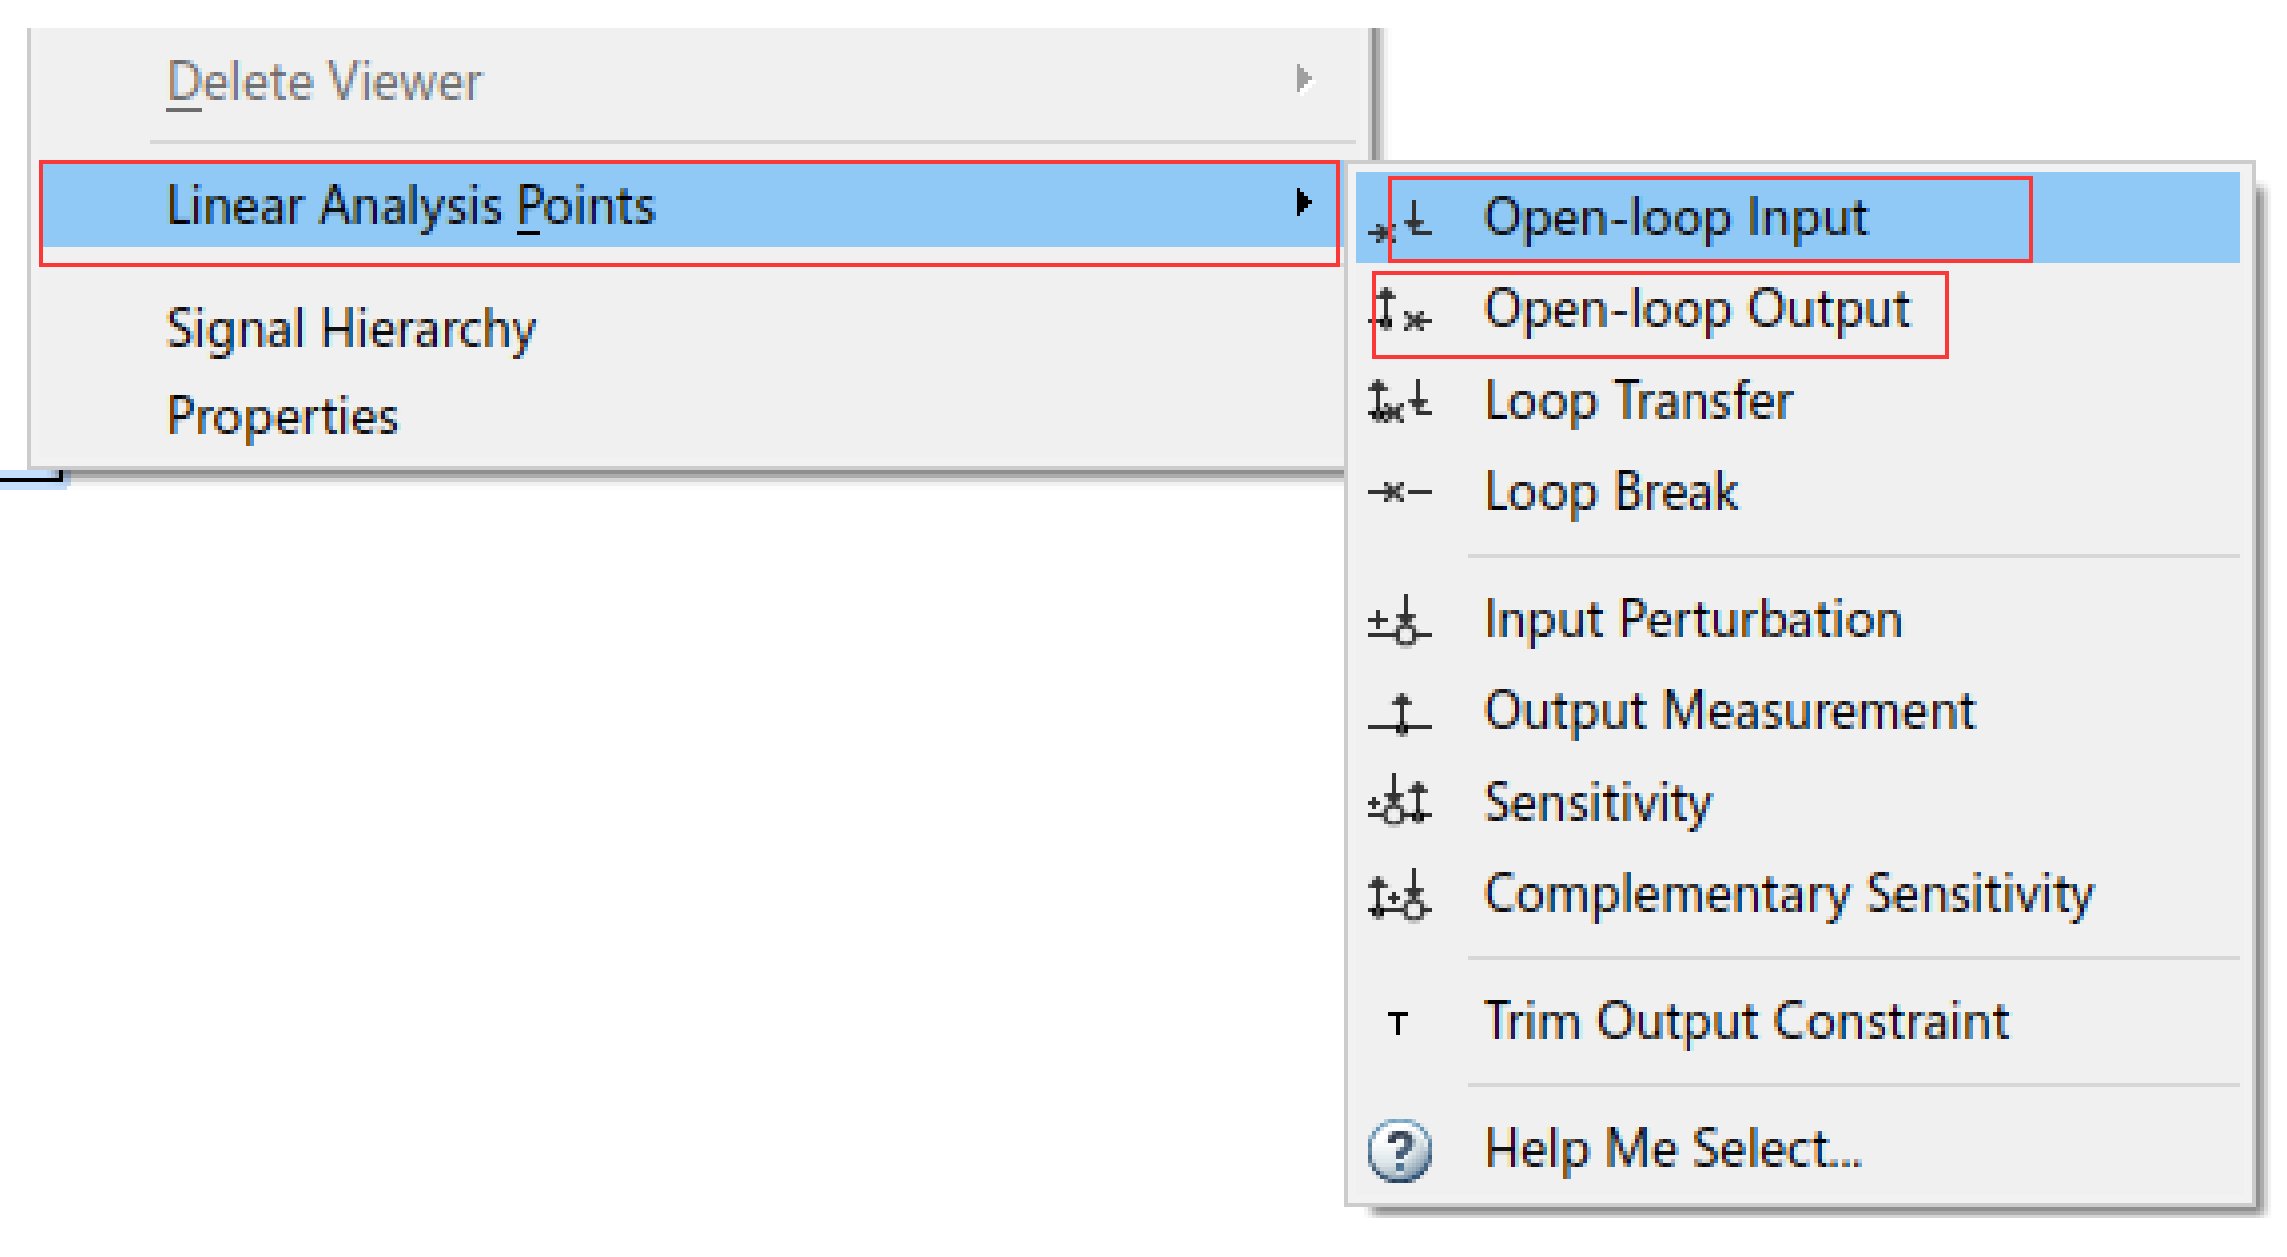 Delete Viewer
Linear Analysis Points
Signal Hierarchy
Properties
Open-loop Input
Open-loop Output
Loop Transfer
Loop Break
Input Perturbation
Output Measurement
Sensitivity
Complementary Sensitivity
T Trim Output Constraint
? Help Me Select...